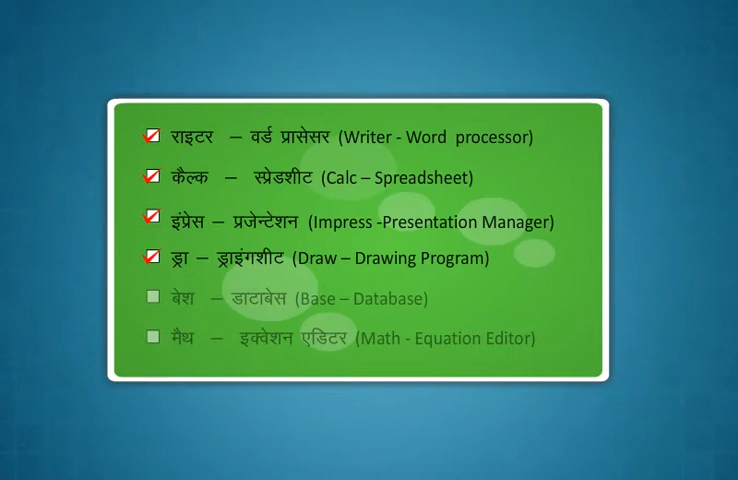 राइटर – वर्ड प्रासेसर (Writer - Word processor)
कैल्क – स्प्रेडशीट (Calc – Spreadsheet)
इंप्रेस – प्रजेन्टेशन (Impress -Presentation Manager)
ड्रा – ड्राइंगशीट (Draw – Drawing Program)
बेश – डाटाबेस (Base – Database)
मैथ – इक्वेशन एडिटर (Math - Equation Editor)